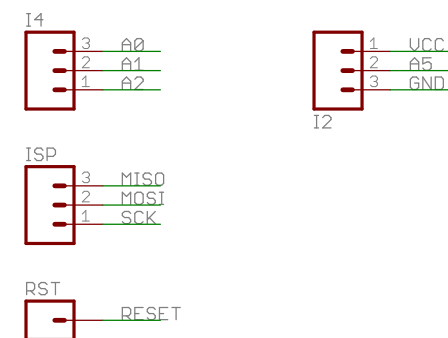 I4
3 A0
2 A1
1 A2
1 VCC
2 A5
3 GND
I2
ISP
3 MISO
2 MOSI
1 SCK
RST
RESET